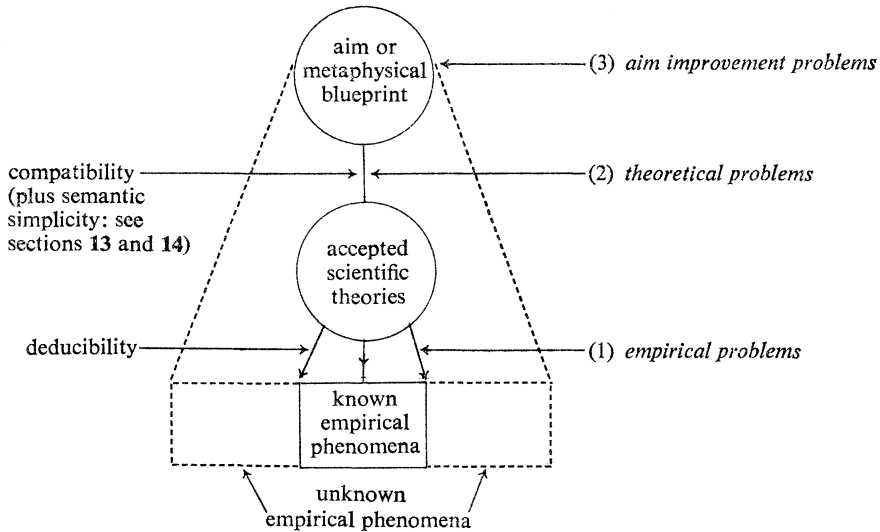 aim or
metaphysical
blueprint
(3) aim improvement problems
compatibility
(plus semantic
simplicity: see
sections 13 and 14)
(2) theoretical problems
accepted
scientific
theories
deducibility
(1) empirical problems
known
empirical
phenomena
unknown
empirical phenomena